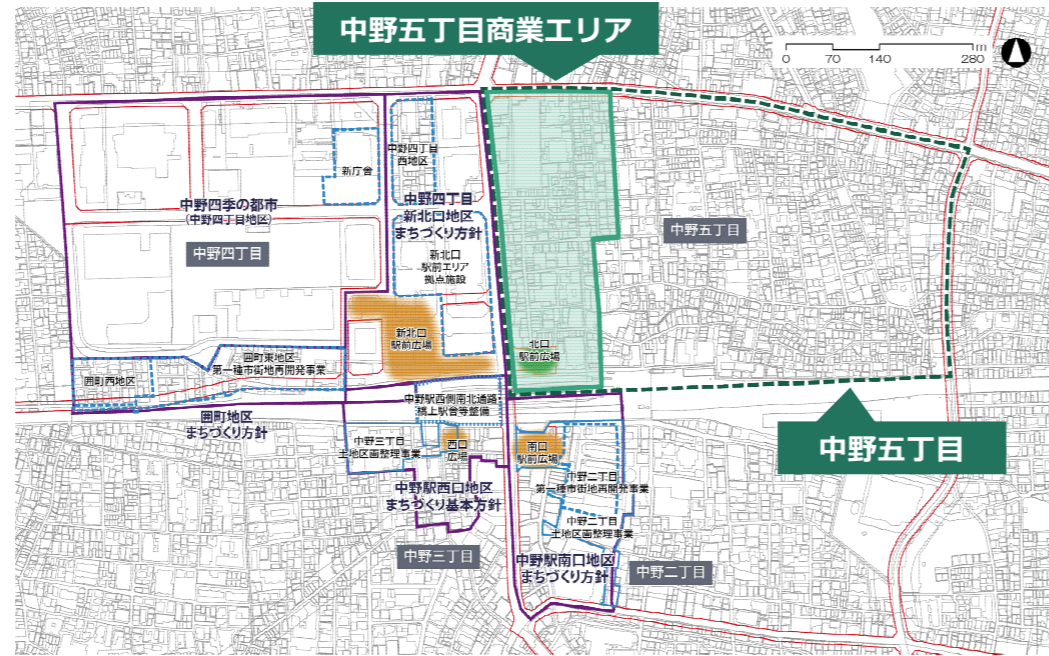 中野五丁目商業エリア
0 70 140 280 m
新庁舎
中野四丁目
西地区
中野四季の都市
(中野四丁目地区)
中野四丁目
中野四丁目
新北口地区
まちづくり方針
新北口
駅前エリア
拠点施設
中野五丁目
新北口
駅前広場
北口
駅前広場
囲町東地区
第一種市街地再開発事業
囲町西地区
囲町地区
まちづくり方針
中野駅西側南北通路・
橋上駅舎等整備
中野五丁目
中野三丁目
土地区画整理事業
西口
広場
南口
駅前広場
中野二丁目
第一種市街地再開発事業
中野駅西口地区
まちづくり基本方針
中野二丁目
土地区画整理事業
中野三丁目
中野駅南口地区
まちづくり方針
中野二丁目